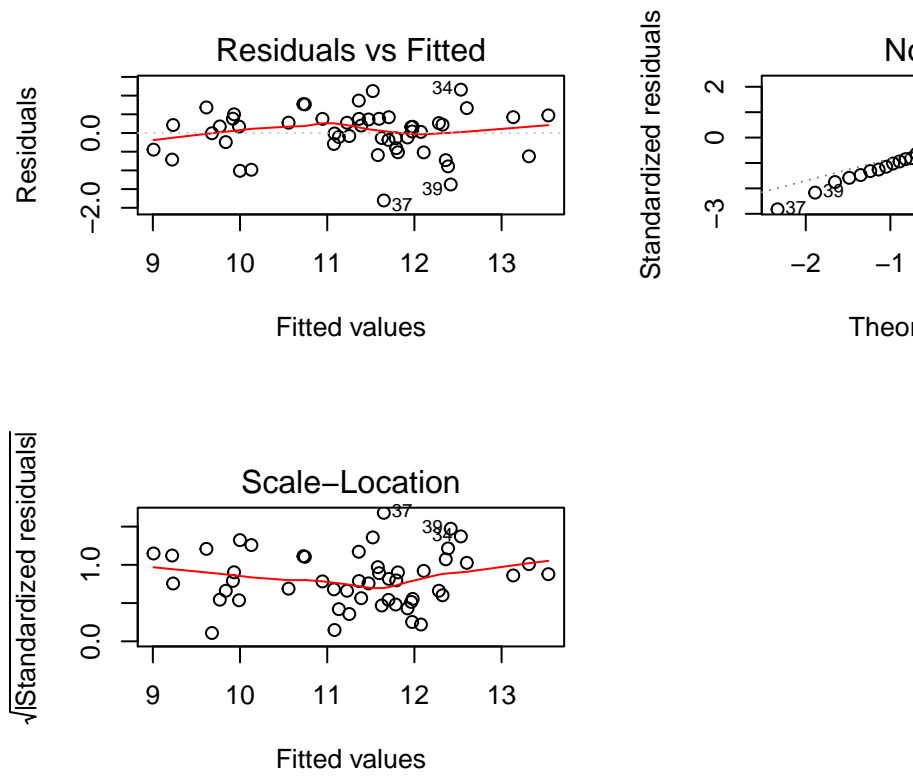 Residuals vs Fitted
Residuals
0.0
−2.0
34
39
37
9 10 11 12 13
Fitted values
No
Standardized residuals
2
0
−3
37
39
−2 −1
Theor
Scale−Location
√|Standardized residuals|
1.0
0.0
37
39
34
9 10 11 12 13
Fitted values